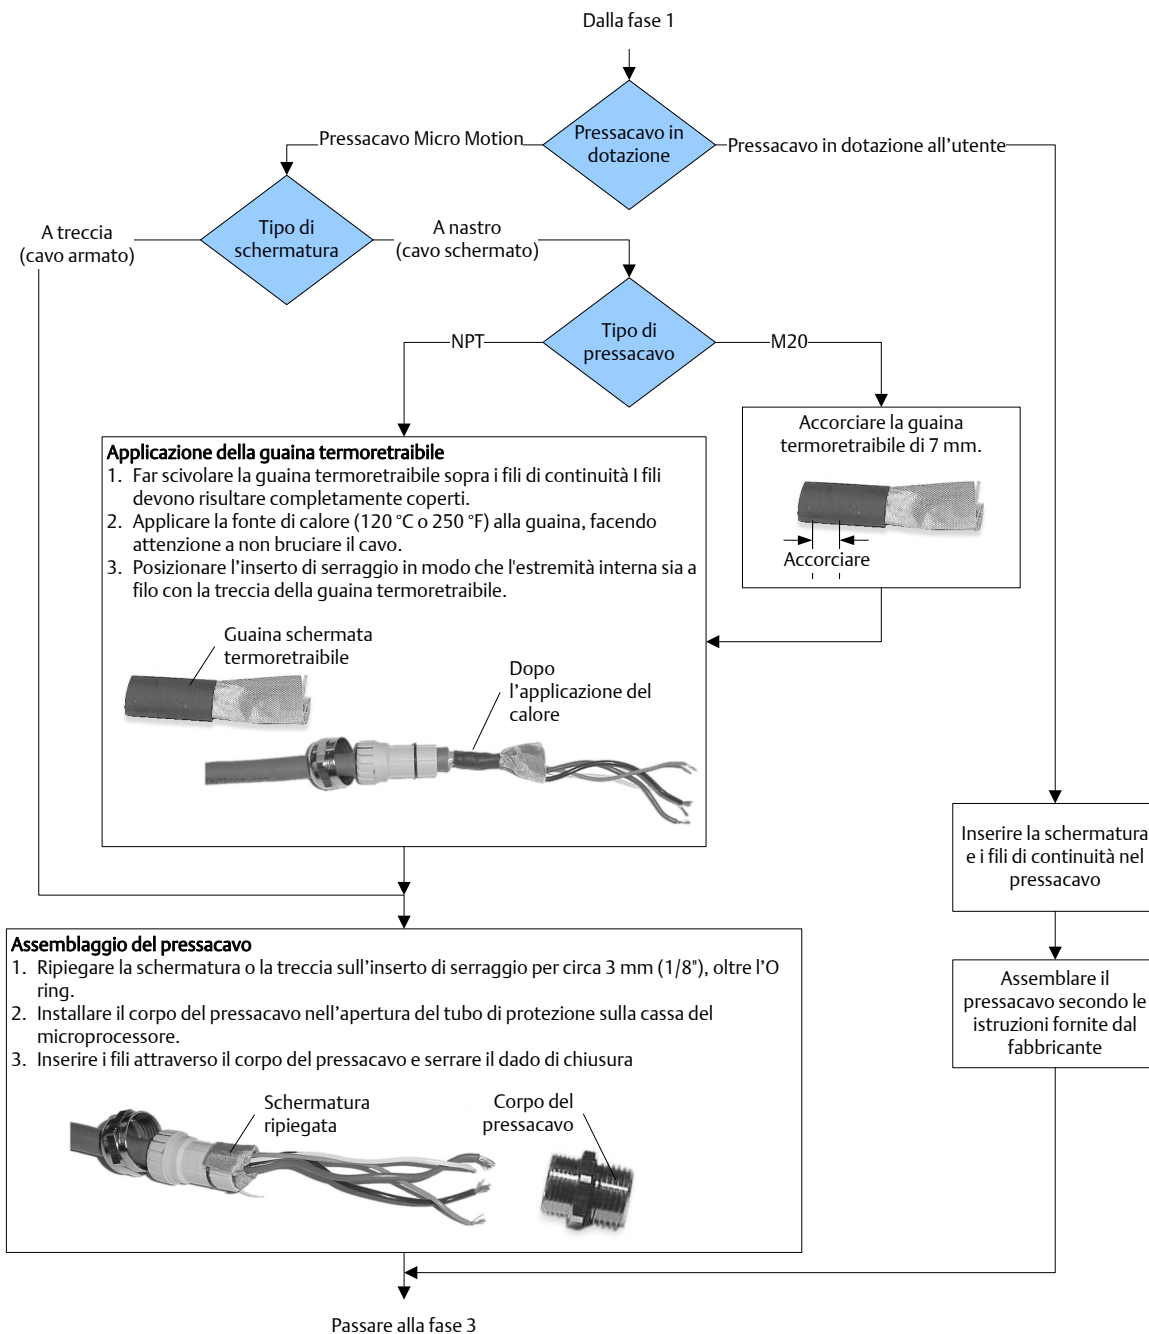 Dalla fase 1
Pressacavo in
dotazione
Pressacavo Micro Motion
Pressacavo in dotazione all'utente
Tipo di
schermatura
A treccia
(cavo armato)
A nastro
(cavo schermato)
Tipo di
pressacavo
NPT
M20
Accorciare la guaina
termoretraibile di 7 mm.
Accorciare
Applicazione della guaina termoretraibile
1. Far scivolare la guaina termoretraibile sopra i fili di continuità I fili
devono risultare completamente coperti.
2. Applicare la fonte di calore (120 °C o 250 °F) alla guaina, facendo
attenzione a non bruciare il cavo.
3. Posizionare l'inserto di serraggio in modo che l'estremità interna sia a
filo con la treccia della guaina termoretraibile.
Guaina schermata
termoretraibile
Dopo
l'applicazione del
calore
Inserire la schermatura
e i fili di continuità nel
pressacavo
Assemblare il
pressacavo secondo le
istruzioni fornite dal
fabbricante
Assemblaggio del pressacavo
1. Ripiegare la schermatura o la treccia sull'inserto di serraggio per circa 3 mm (1/8"), oltre l'O
ring.
2. Installare il corpo del pressacavo nell'apertura del tubo di protezione sulla cassa del
microprocessore.
3. Inserire i fili attraverso il corpo del pressacavo e serrare il dado di chiusura
Schermatura
ripiegata
Corpo del
pressacavo
Passare alla fase 3